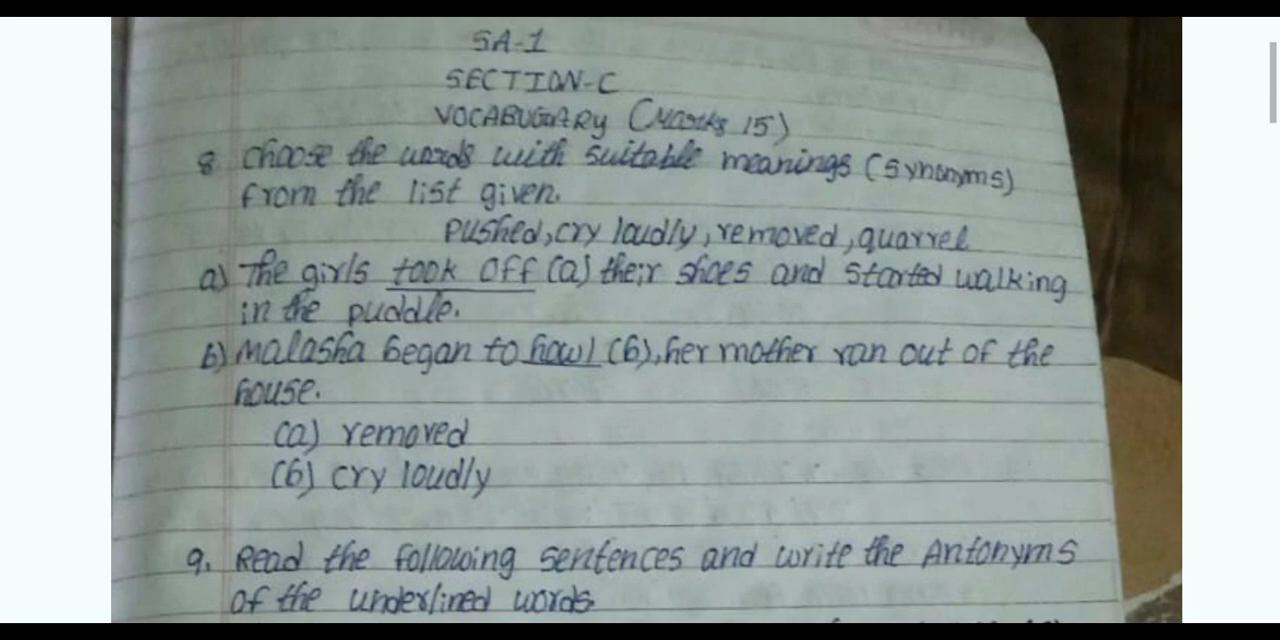 SA-1
SECTION-C
VOCABULARY (Marks 15)
8 choose the words with suitable meanings (synonyms)
from the list given.
pushed, cry loudly, removed, quarrel
a) The girls took off (a) their shoes and started walking
in the puddle.
b) Malasha began to howl (b), her mother ran out of the
house.
(a) removed
(b) cry loudly
9. Read the following sentences and write the Antonyms
of the underlined words